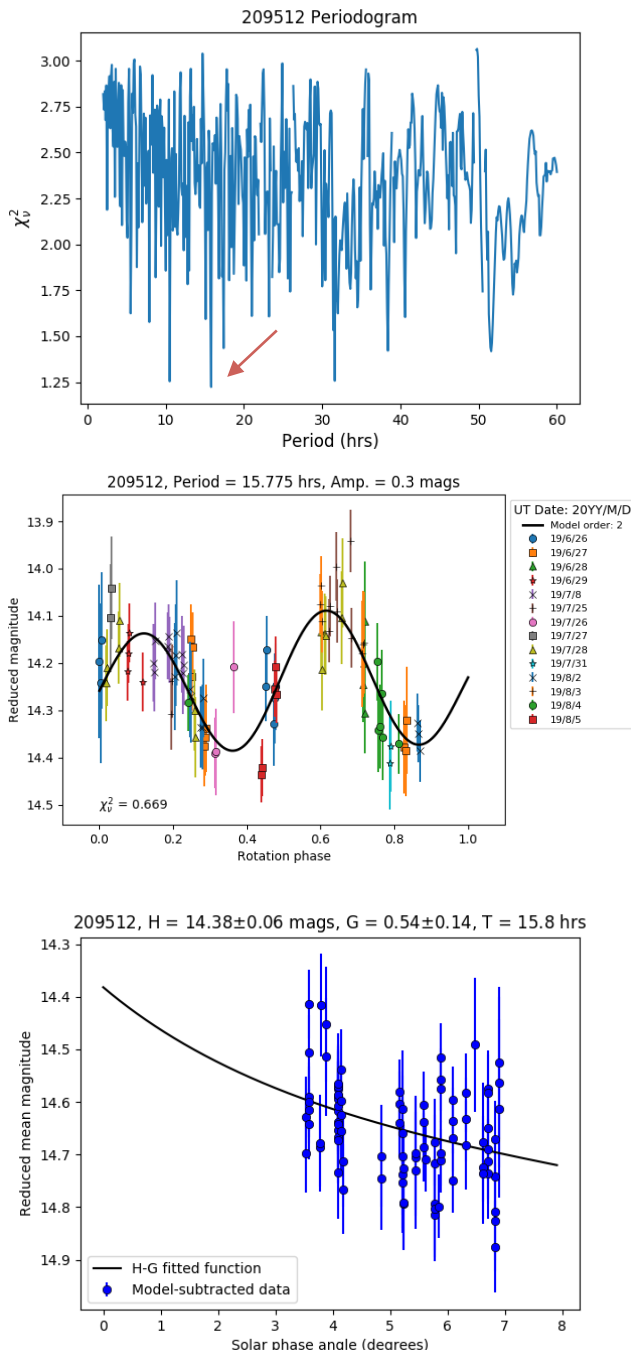 209512 Periodogram
3.00
2.75
2.50
2.25
2.00
1.75
1.50
1.25
χ²ᵥ
0 10 20 30 40 50 60
Period (hrs)
209512, Period = 15.775 hrs, Amp. = 0.3 mags
13.9
14.0
14.1
14.2
14.3
14.4
14.5
Reduced magnitude
χ²ᵥ = 0.669
0.0 0.2 0.4 0.6 0.8 1.0
Rotation phase
UT Date: 20YY/M/D
Model order: 2
19/6/26
19/6/27
19/6/28
19/6/29
19/7/8
19/7/25
19/7/26
19/7/27
19/7/28
19/7/31
19/8/2
19/8/3
19/8/4
19/8/5
209512, H = 14.38±0.06 mags, G = 0.54±0.14, T = 15.8 hrs
14.3
14.4
14.5
14.6
14.7
14.8
14.9
Reduced mean magnitude
H-G fitted function
Model-subtracted data
0 1 2 3 4 5 6 7 8
Solar phase angle (degrees)